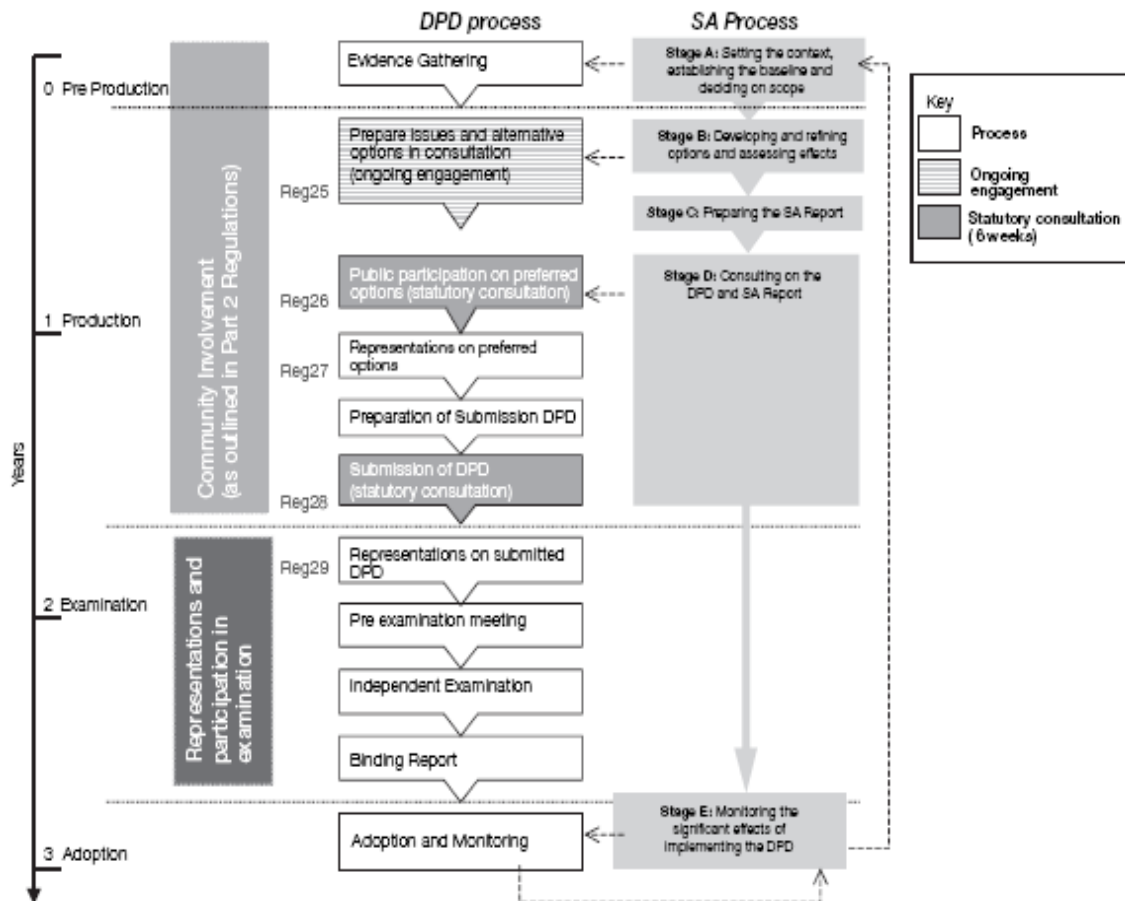 DPD process
SA Process
Years
0 Pre Production
1 Production
2 Examination
3 Adoption
Community Involvement
(as outlined in Part 2 Regulations)
Representations and
participation in
examination
Reg25
Reg26
Reg27
Reg28
Reg29
Evidence Gathering
Prepare issues and alternative
options in consultation
(ongoing engagement)
Public participation on preferred
options (statutory consultation)
Representations on preferred
options
Preparation of Submission DPD
Submission of DPD
(statutory consultation)
Representations on submitted
DPD
Pre examination meeting
Independent Examination
Binding Report
Adoption and Monitoring
Stage A: Setting the context,
establishing the baseline and
deciding on scope
Stage B: Developing and refining
options and assessing effects
Stage C: Preparing the SA Report
Stage D: Consulting on the
DPD and SA Report
Stage E: Monitoring the
significant effects of
implementing the DPD
Key
Process
Ongoing
engagement
Statutory consultation
(6 weeks)